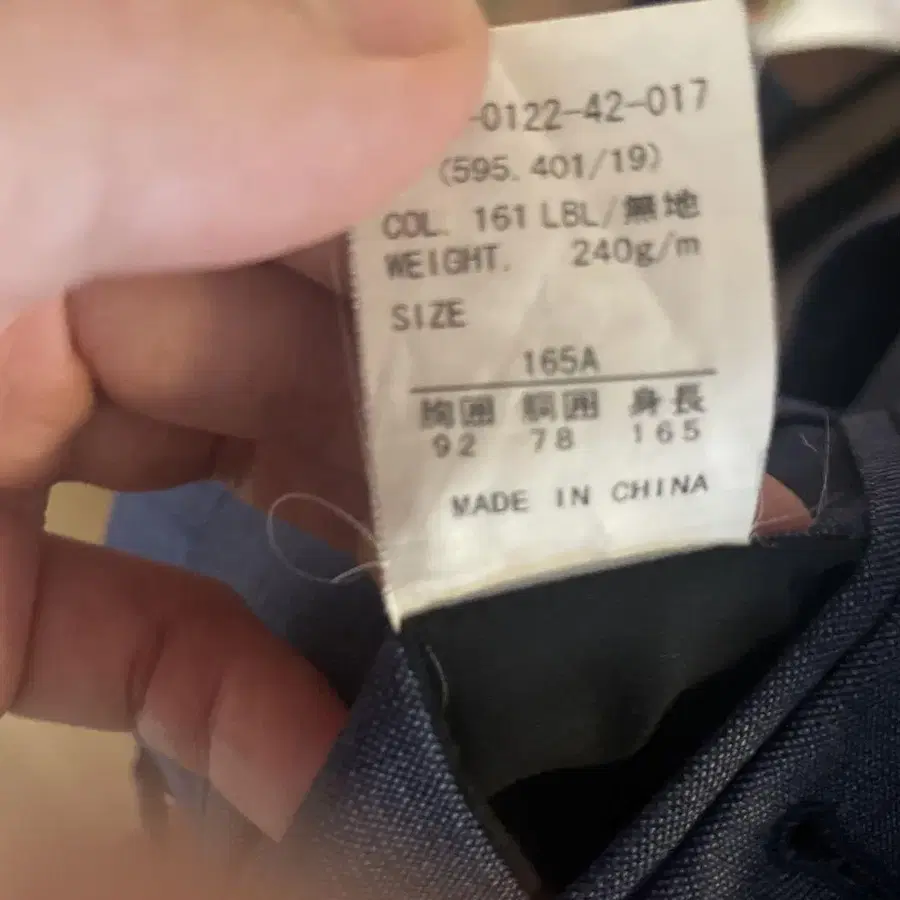 -0122-42-017
(595.401/19)
COL. 161 LBL/無地
WEIGHT. 240g/m
SIZE
165A
胸囲 胴囲 身長
92 78 165
MADE IN CHINA